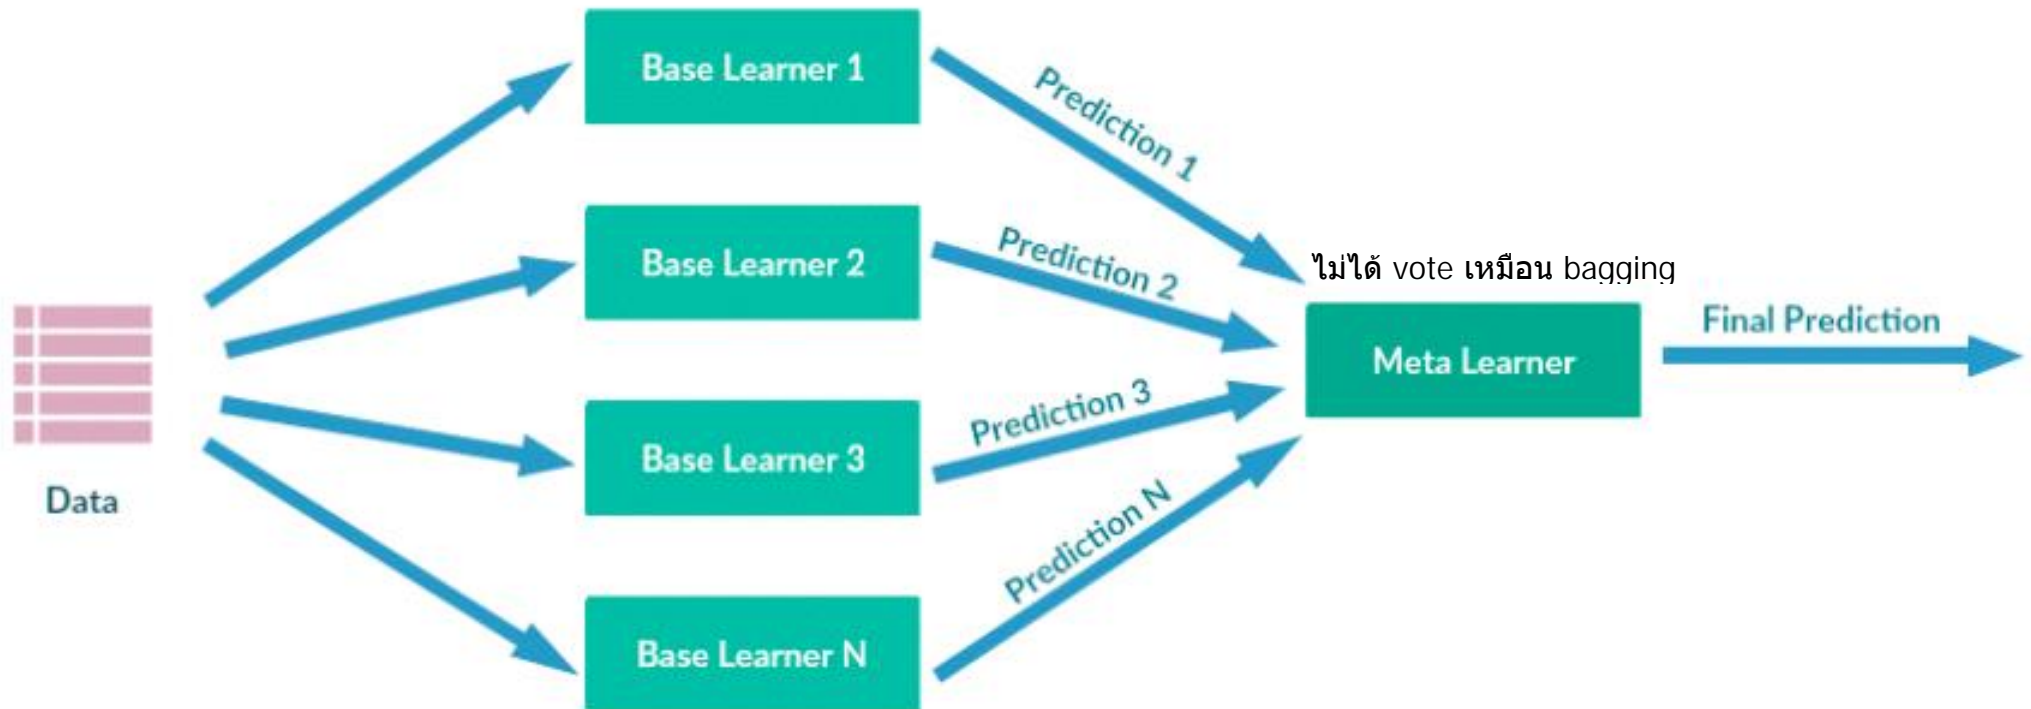 Base Learner 1
Prediction 1
Base Learner 2
Prediction 2
ไม่ได้ vote เหมือน bagging
Final Prediction
Meta Learner
Base Learner 3
Prediction 3
Data
Prediction N
Base Learner N